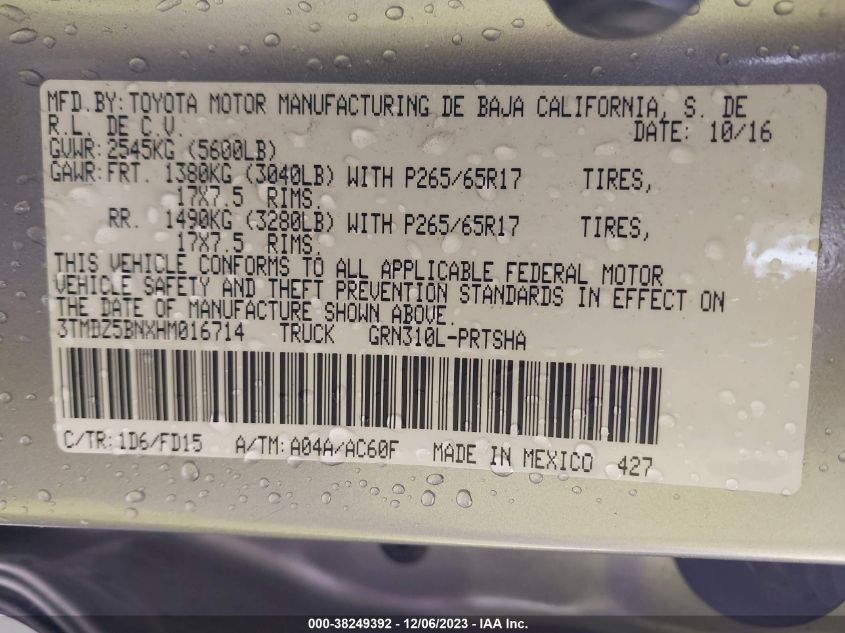 MFD.BY: TOYOTA MOTOR MANUFACTURING DE BAJA CALIFORNIA, S. DE
R.L. DE C.V. DATE: 10/16
GVWR: 2545KG (5600LB)
GAWR: FRT. 1380KG (3040LB) WITH P265/65R17 TIRES,
17X7.5 RIMS,
RR. 1490KG (3280LB) WITH P265/65R17 TIRES,
17X7.5 RIMS,
THIS VEHICLE CONFORMS TO ALL APPLICABLE FEDERAL MOTOR
VEHICLE SAFETY AND THEFT PREVENTION STANDARDS IN EFFECT ON
THE DATE OF MANUFACTURE SHOWN ABOVE.
3TMDZ5BNXHM016714 TRUCK GRN310L-PRTSHA
C/TR: 1D6/FD15 A/TM: A04A/AC60F MADE IN MEXICO 427
000-38249392 - 12/06/2023 - IAA Inc.